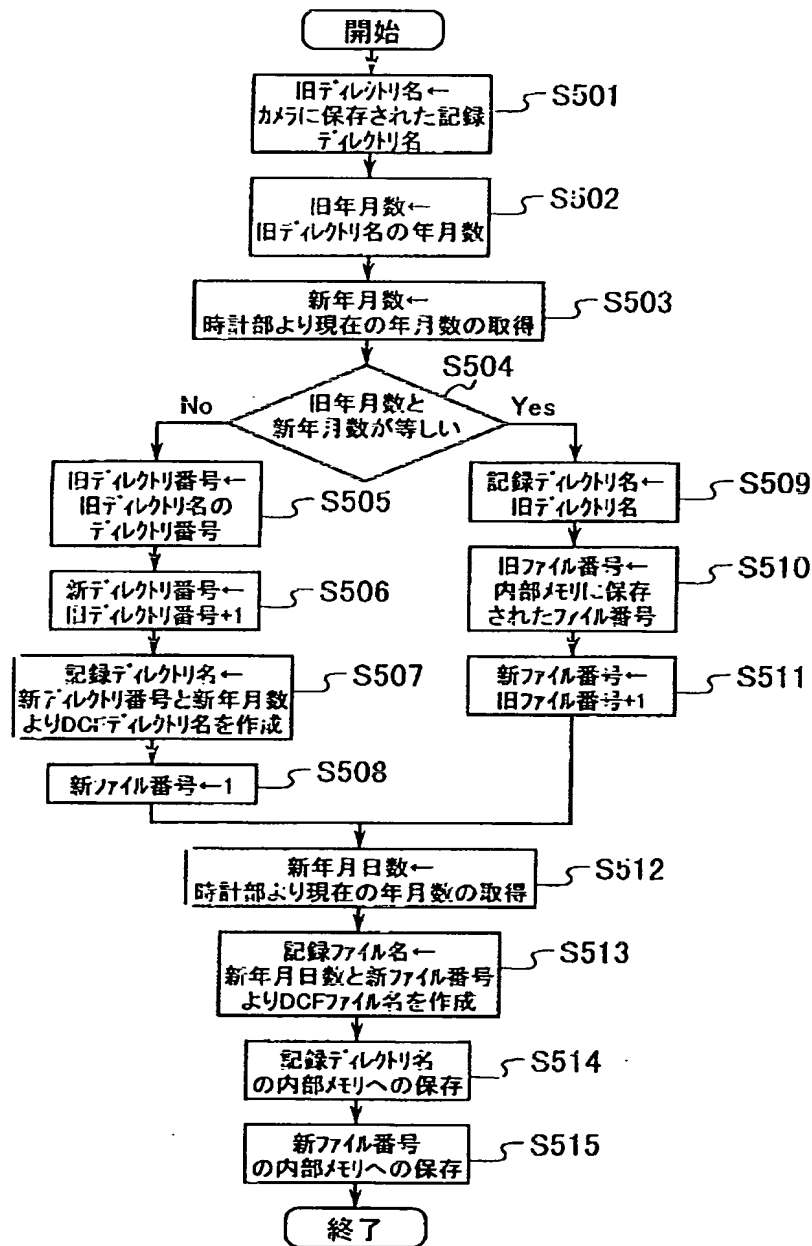 開始
旧ディレクトリ名←
カメラに保存された記録
ディレクトリ名
S501
旧年月数←
旧ディレクトリ名の年月数
S502
新年月数←
時計部より現在の年月数の取得
S503
S504
旧年月数と
新年月数が等しい
No
Yes
旧ディレクトリ番号←
旧ディレクトリ名の
ディレクトリ番号
S505
新ディレクトリ番号←
旧ディレクトリ番号+1
S506
記録ディレクトリ名←
新ディレクトリ番号と新年月数
よりDCFディレクトリ名を作成
S507
新ファイル番号←1
S508
記録ディレクトリ名←
旧ディレクトリ名
S509
旧ファイル番号←
内部メモリに保存
されたファイル番号
S510
新ファイル番号←
旧ファイル番号+1
S511
新年月日数←
時計部より現在の年月数の取得
S512
記録ファイル名←
新年月日数と新ファイル番号
よりDCFファイル名を作成
S513
記録ディレクトリ名
の内部メモリへの保存
S514
新ファイル番号
の内部メモリへの保存
S515
終了